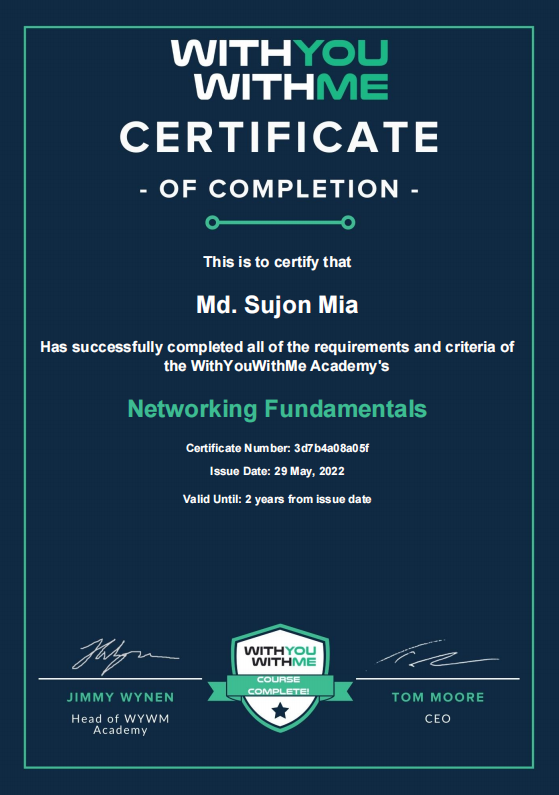 WITHYOU
WITHME
CERTIFICATE
- OF COMPLETION -
This is to certify that
Md. Sujon Mia
Has successfully completed all of the requirements and criteria of
the WithYouWithMe Academy's
Networking Fundamentals
Certificate Number: 3d7b4a08a05f
Issue Date: 29 May, 2022
Valid Until: 2 years from issue date
WITHYOU
WITHME
COURSE
COMPLETE!
JIMMY WYNEN
Head of WYWM
Academy
TOM MOORE
CEO